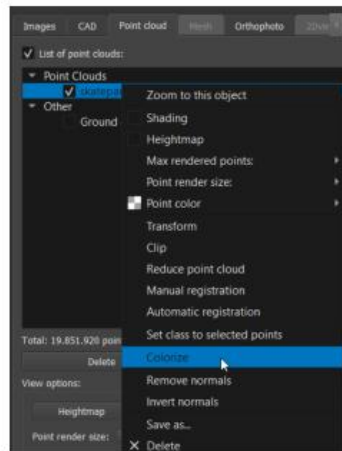 Images CAD Point cloud Mesh Orthophoto
List of point clouds:
Point Clouds
skatepar
Other
Ground
Zoom to this object
Shading
Heightmap
Max rendered points:
Point render size:
Point color
Transform
Clip
Reduce point cloud
Manual registration
Automatic registration
Set class to selected points
Colorize
Remove normals
Invert normals
Save as...
Delete
Total: 19.851.920 poin
Delete
View options:
Heightmap
Point render size: